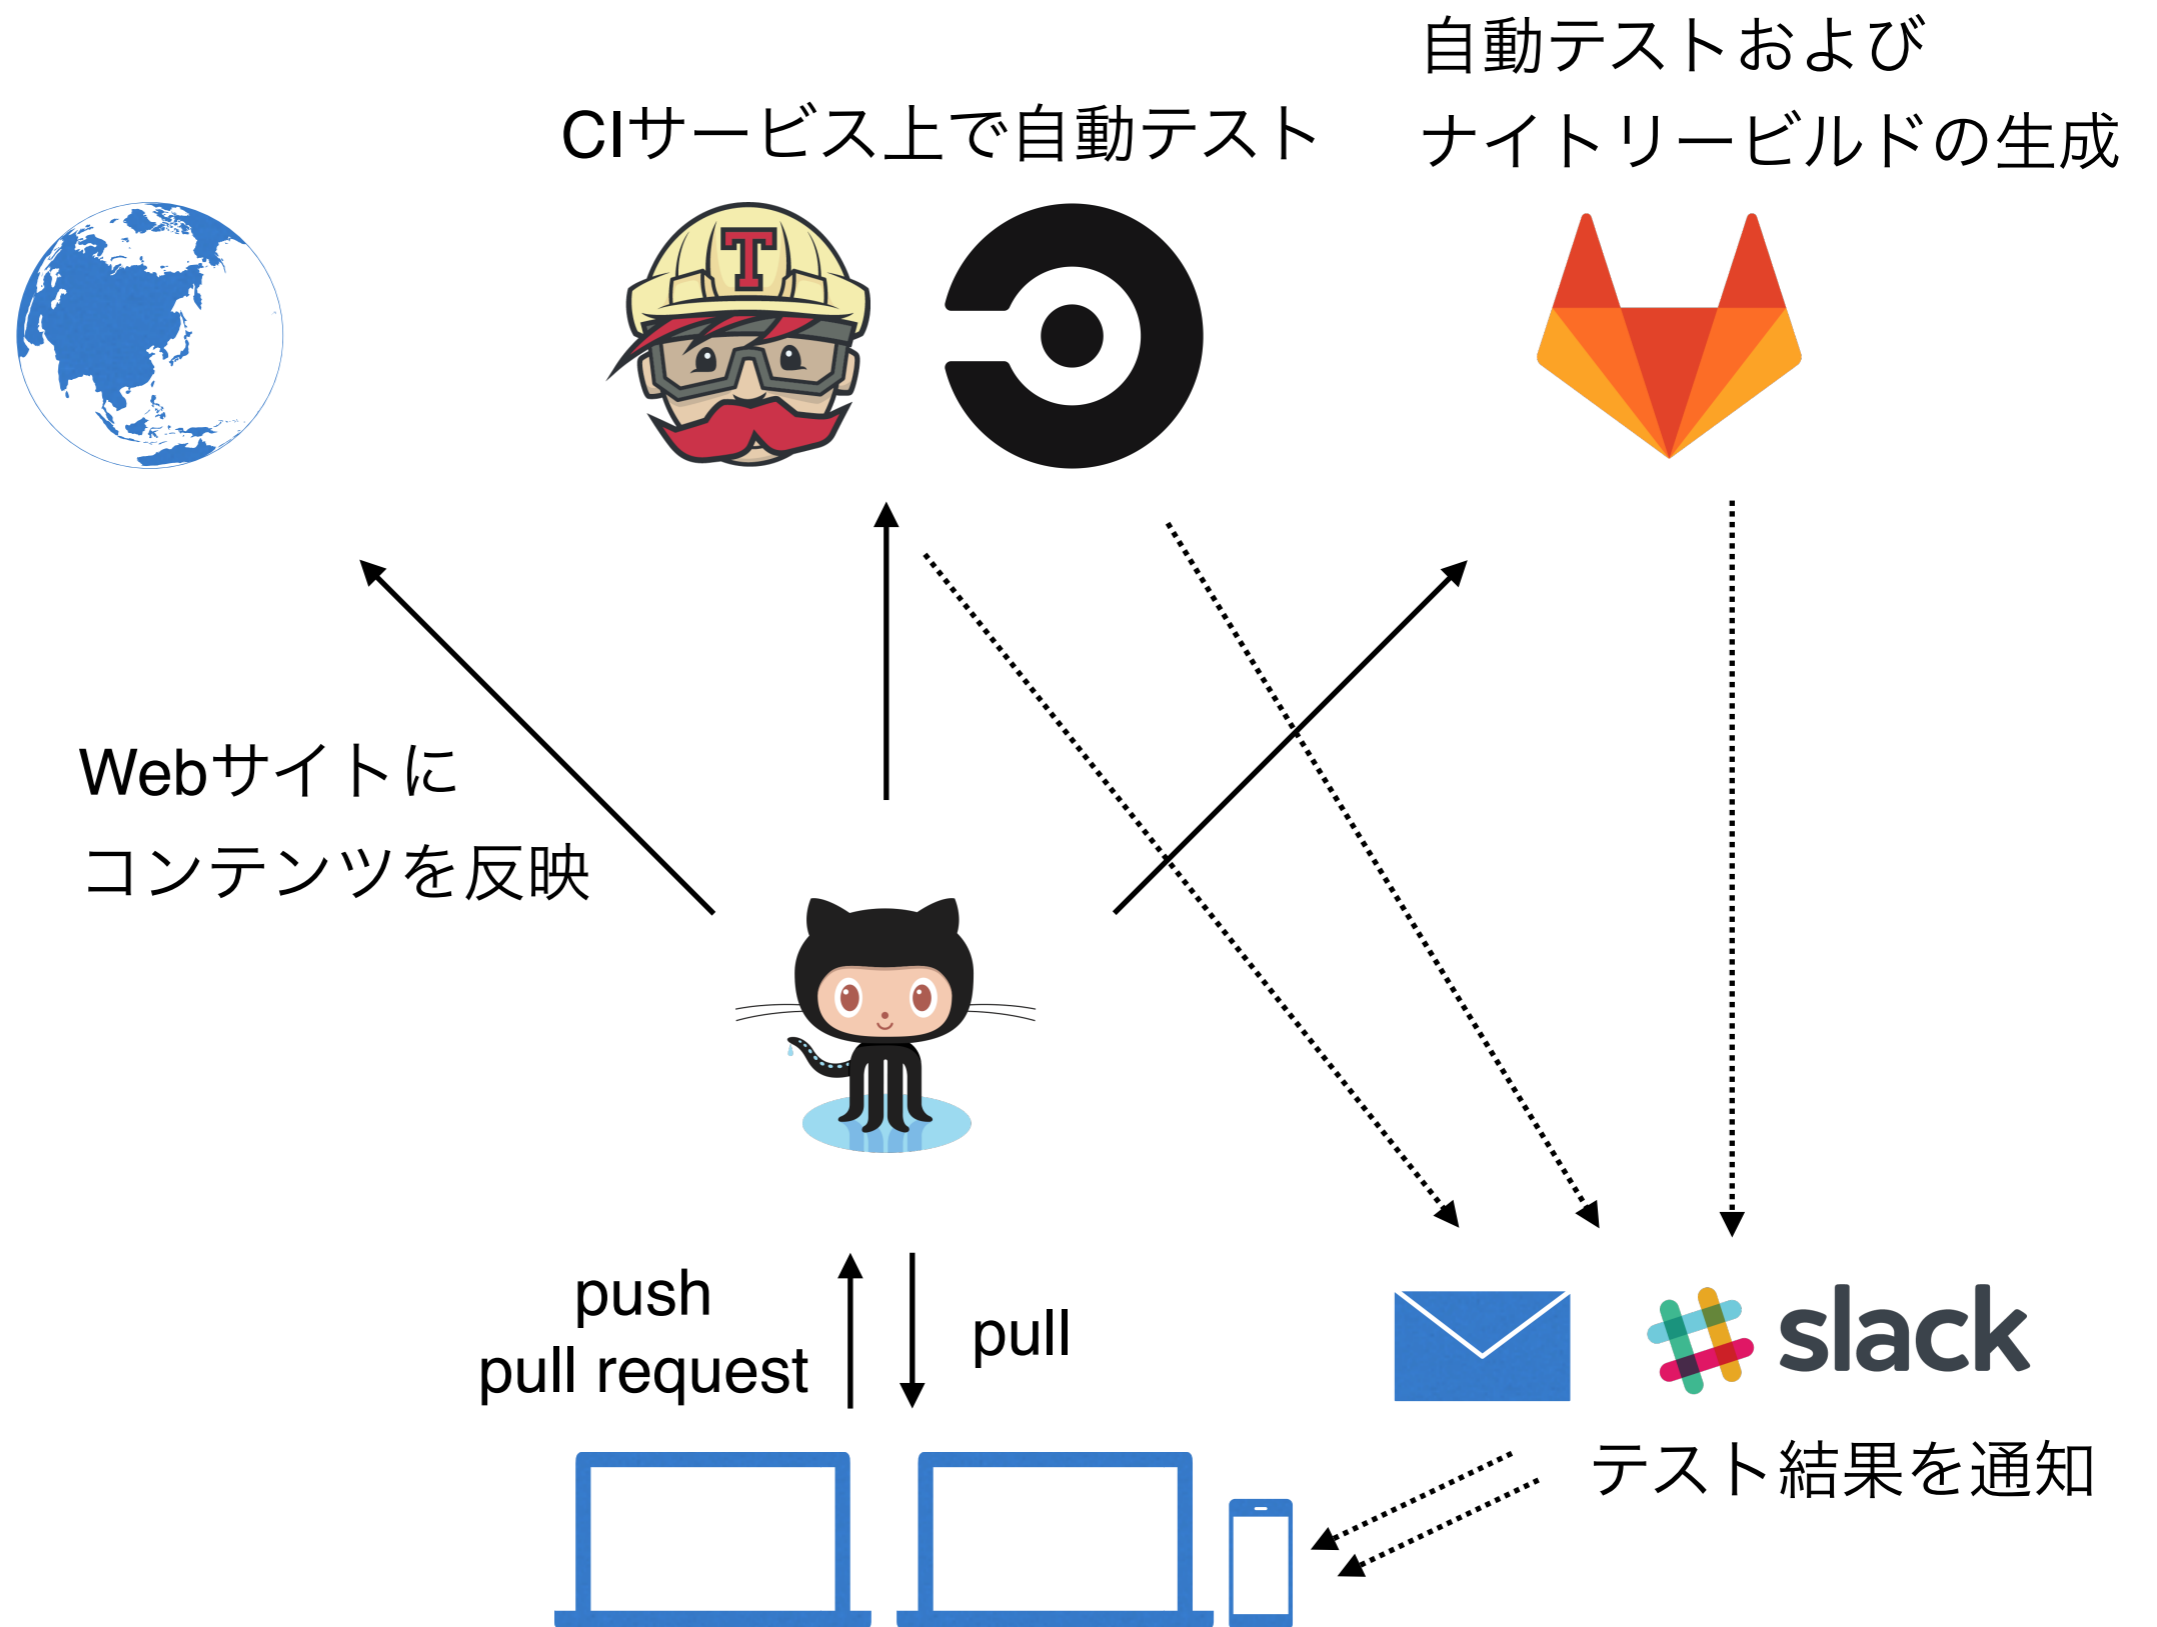 自動テストおよび
ナイトリービルドの生成
CIサービス上で自動テスト
T
Webサイトに
コンテンツを反映
push
pull request
pull
slack
テスト結果を通知